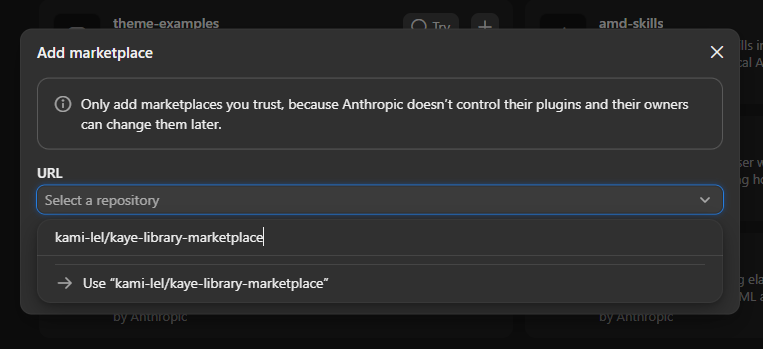 theme-examples
Try
amd-skills
Add marketplace
Only add marketplaces you trust, because Anthropic doesn't control their plugins and their owners
can change them later.
URL
Select a repository
kami-lel/kaye-library-marketplace
Use “kami-lel/kaye-library-marketplace”
by Anthropic
by Anthropic